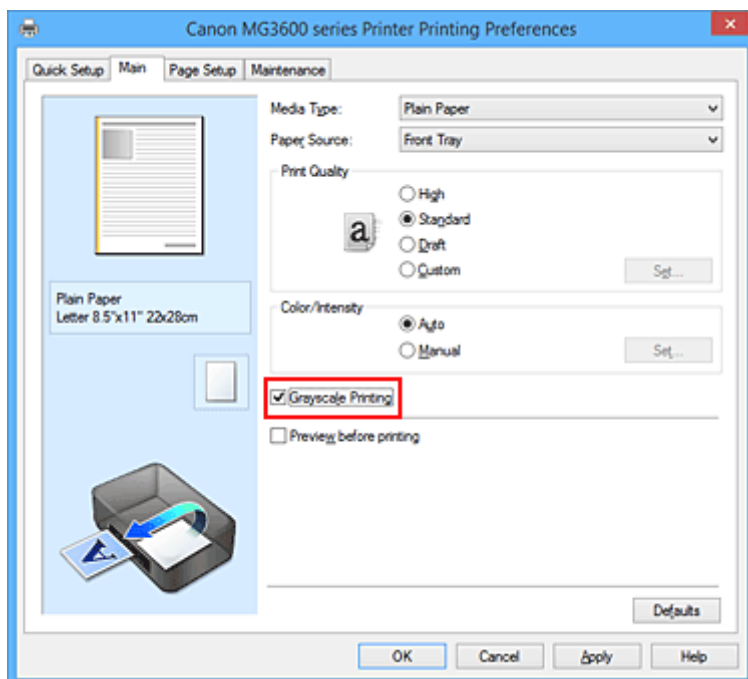 Canon MG3600 series Printer Printing Preferences
Quick Setup Main Page Setup Maintenance
Media Type: Plain Paper
Paper Source: Front Tray
Print Quality
High
a Standard
Draft
Custom Set...
Plain Paper
Letter 8.5"x11" 22x28cm
Color/Intensity
Auto
Manual Set...
Grayscale Printing
Preview before printing
A
Defaults
OK Cancel Apply Help